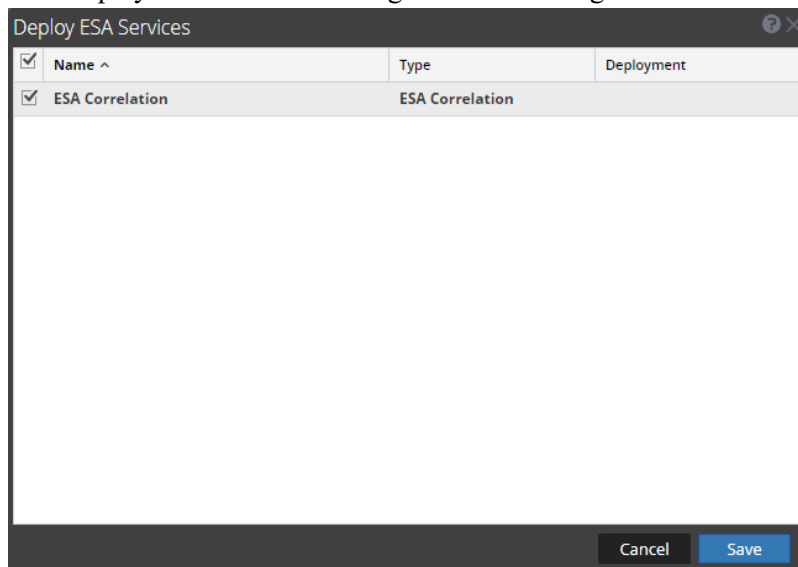 Deploy ESA Services
Name Type Deployment
ESA Correlation ESA Correlation
Cancel Save